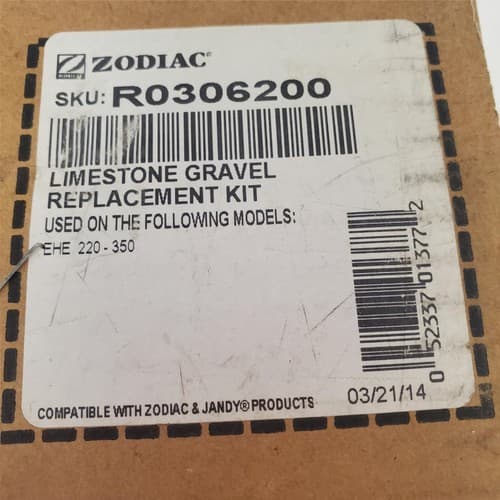 ZODIAC
SKU: R0306200
LIMESTONE GRAVEL
REPLACEMENT KIT
USED ON THE FOLLOWING MODELS:
EHE 220 - 350
0 52337 01377 2
03/21/14
COMPATIBLE WITH ZODIAC & JANDY® PRODUCTS